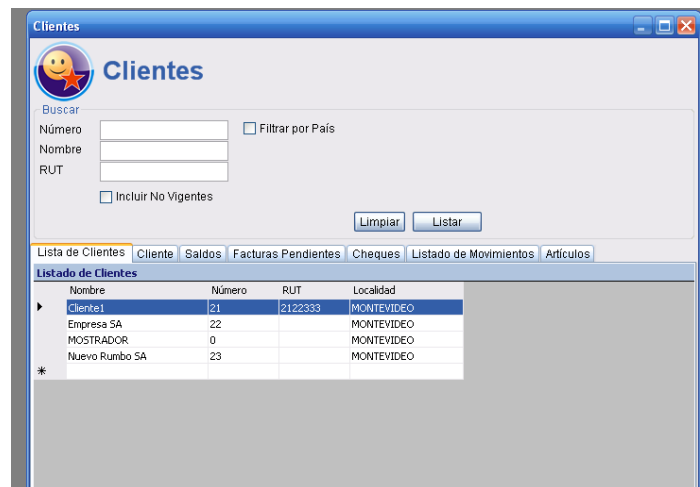 Clientes
Clientes
Buscar
Número Filtrar por País
Nombre
RUT
Incluir No Vigentes
Limpiar Listar
Lista de Clientes Cliente Saldos Facturas Pendientes Cheques Listado de Movimientos Artículos
Listado de Clientes
Nombre Número RUT Localidad
Cliente1 21 2122333 MONTEVIDEO
Empresa SA 22 MONTEVIDEO
MOSTRADOR 0 MONTEVIDEO
Nuevo Rumbo SA 23 MONTEVIDEO